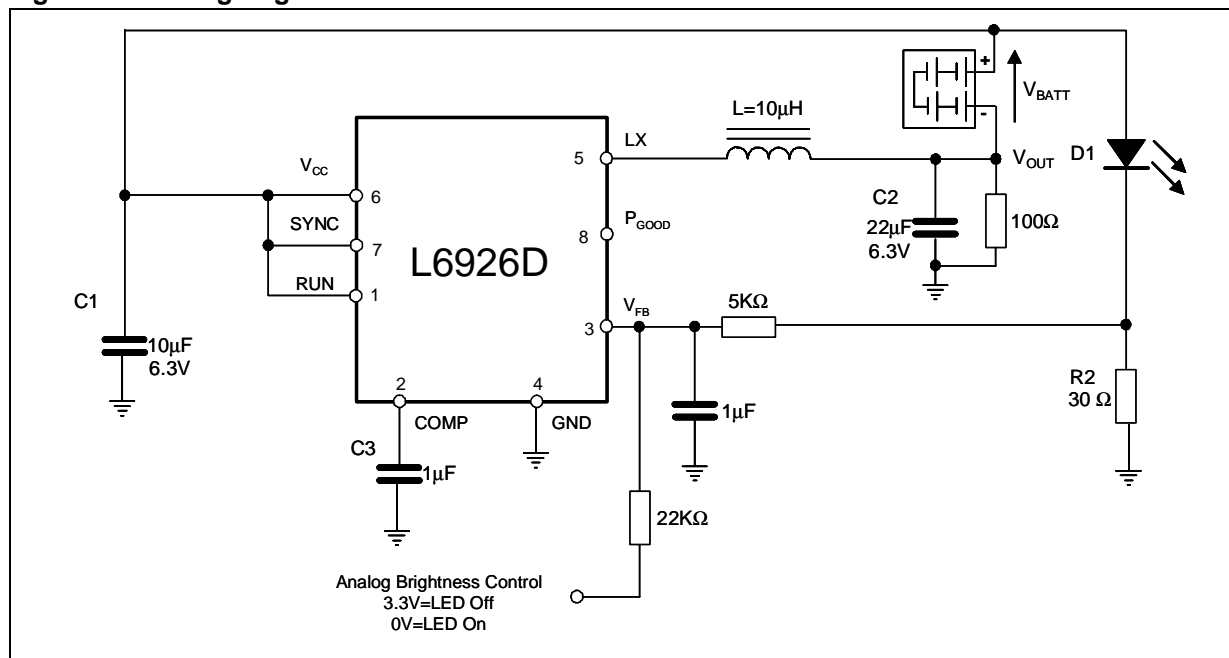 L=10µH
+
-
V_BATT
LX
5
V_CC
6
SYNC
7
RUN
1
P_GOOD
8
L6926D
V_OUT
D1
C2
22µF
6.3V
100Ω
C1
10µF
6.3V
V_FB
3
5KΩ
2
COMP
4
GND
C3
1µF
1µF
R2
30 Ω
22KΩ
Analog Brightness Control
3.3V=LED Off
0V=LED On